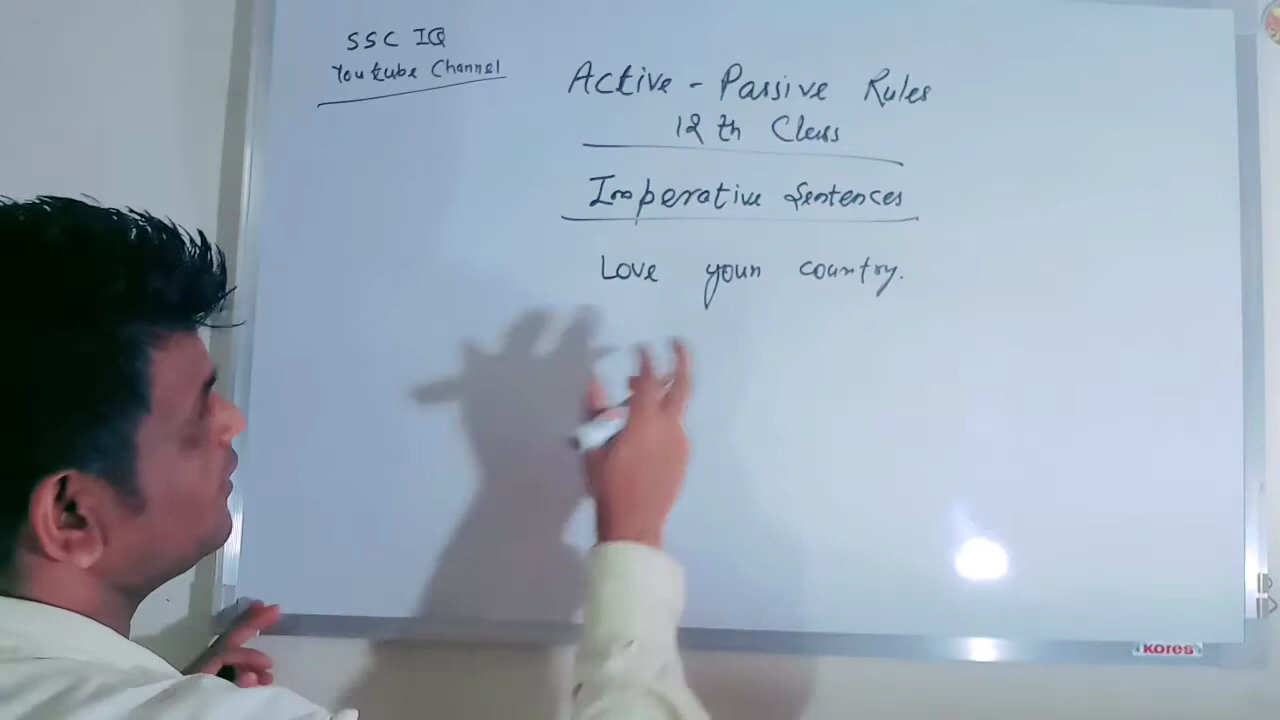 SSC IQ
Youtube Channel
Active - Passive Rules
12th Class
Imperative Sentences
Love your country.
kores